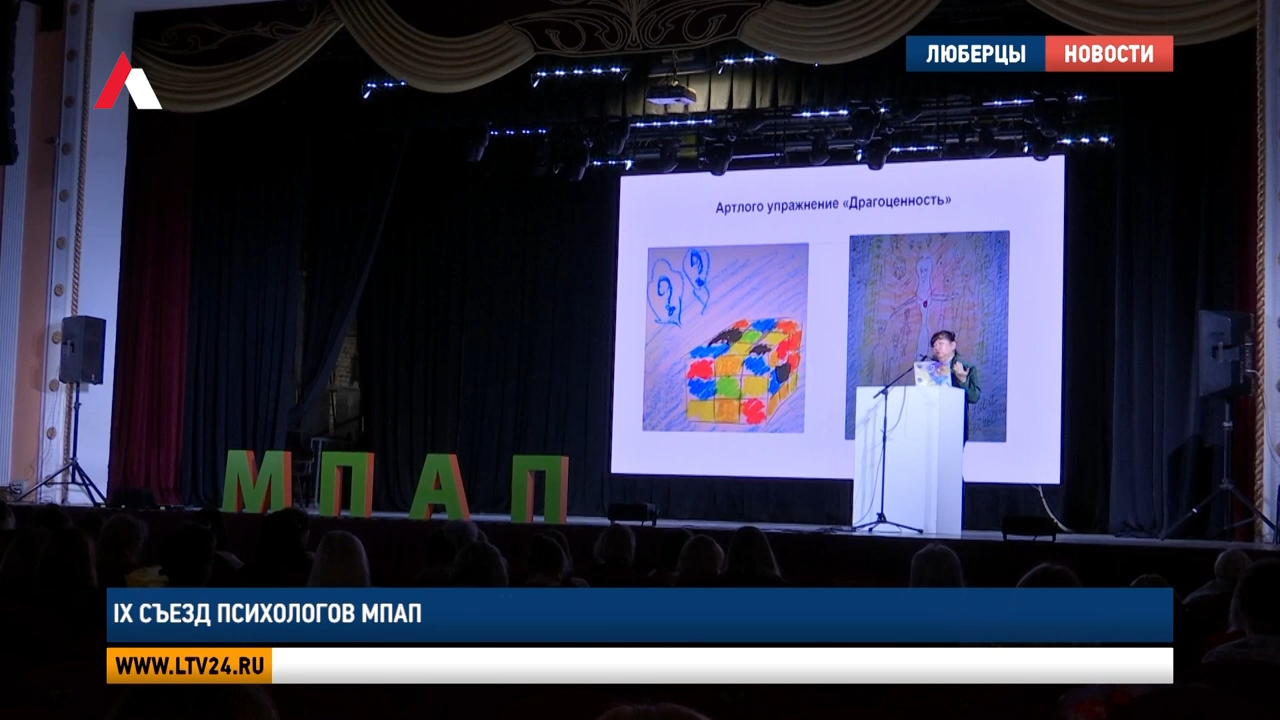 ЛЮБЕРЦЫ НОВОСТИ
Артлого упражнение «Драгоценность»
? ?
МПАП
IX СЪЕЗД ПСИХОЛОГОВ МПАП
WWW.LTV24.RU